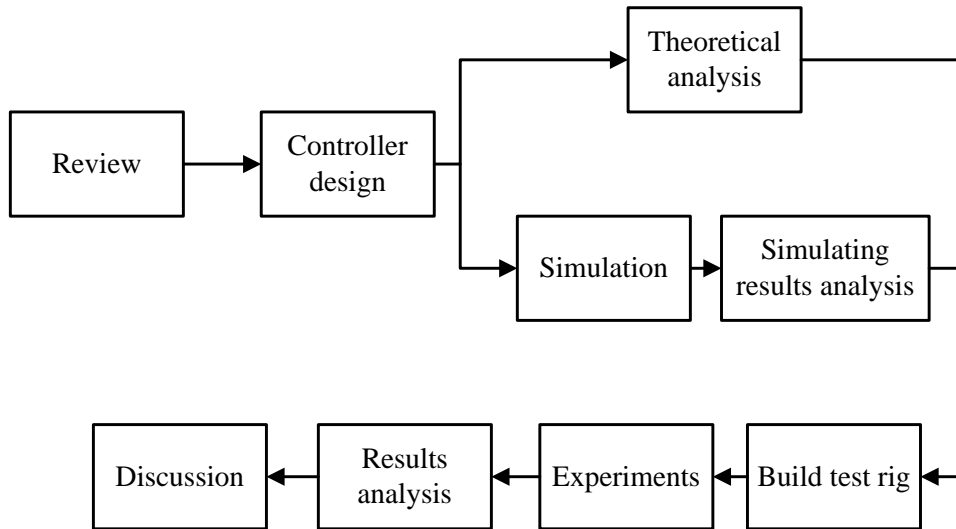 Theoretical
analysis
Review
Controller
design
Simulation
Simulating
results analysis
Discussion
Results
analysis
Experiments
Build test rig